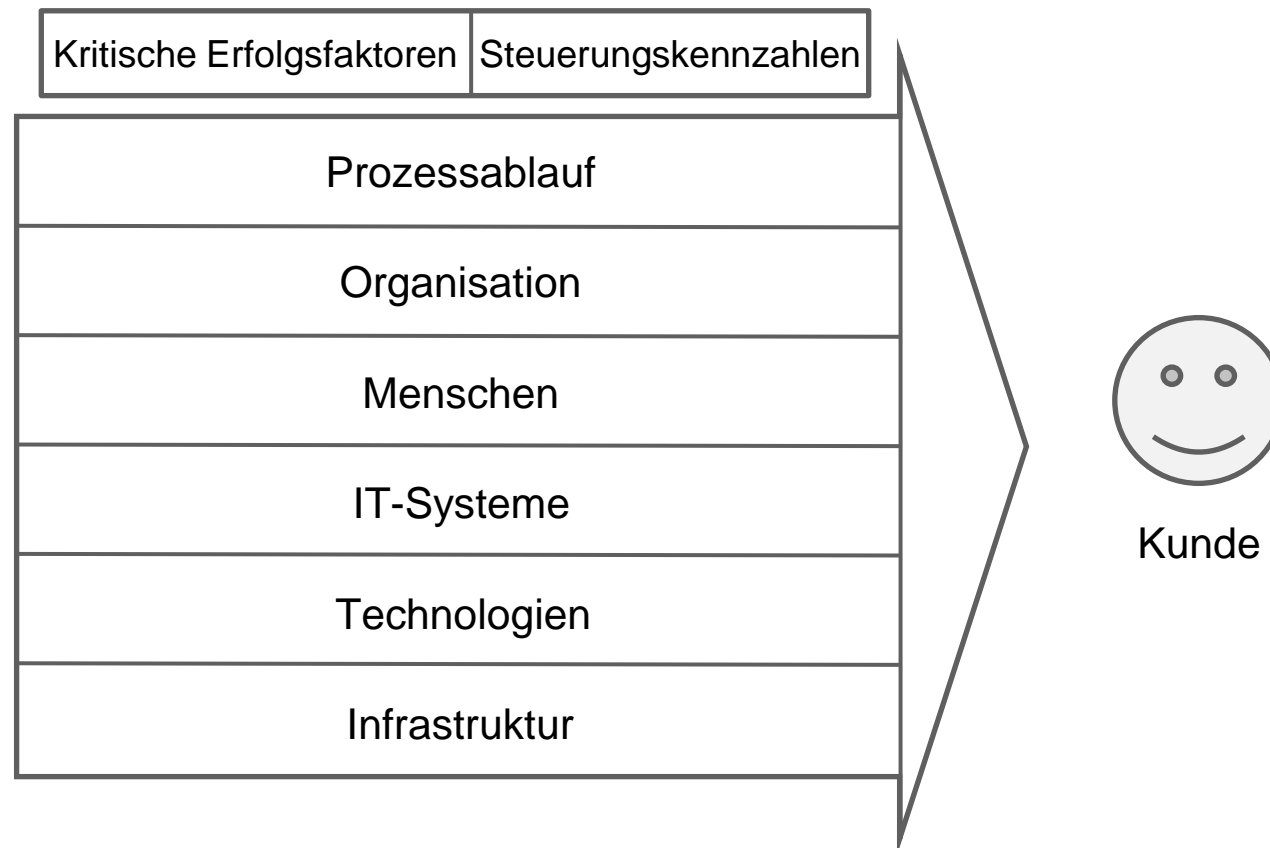 Kritische Erfolgsfaktoren Steuerungskennzahlen
Prozessablauf
Organisation
Menschen
IT-Systeme
Technologien
Infrastruktur
Kunde